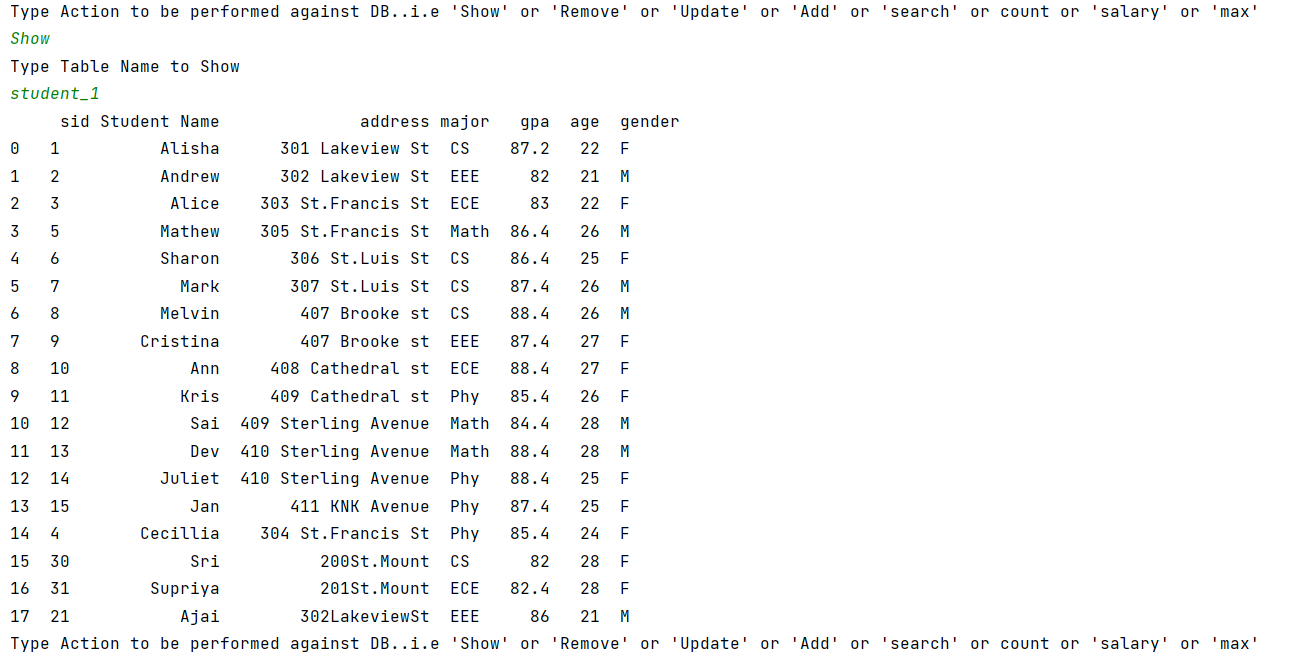 Type Action to be performed against DB..i.e 'Show' or 'Remove' or 'Update' or 'Add' or 'search' or count or 'salary' or 'max'
Show
Type Table Name to Show
student_1
sid Student Name address major gpa age gender
0 1 Alisha 301 Lakeview St CS 87.2 22 F
1 2 Andrew 302 Lakeview St EEE 82 21 M
2 3 Alice 303 St.Francis St ECE 83 22 F
3 5 Mathew 305 St.Francis St Math 86.4 26 M
4 6 Sharon 306 St.Luis St CS 86.4 25 F
5 7 Mark 307 St.Luis St CS 87.4 26 M
6 8 Melvin 407 Brooke st CS 88.4 26 M
7 9 Cristina 407 Brooke st EEE 87.4 27 F
8 10 Ann 408 Cathedral st ECE 88.4 27 F
9 11 Kris 409 Cathedral st Phy 85.4 26 F
10 12 Sai 409 Sterling Avenue Math 84.4 28 M
11 13 Dev 410 Sterling Avenue Math 88.4 28 M
12 14 Juliet 410 Sterling Avenue Phy 88.4 25 F
13 15 Jan 411 KNK Avenue Phy 87.4 25 F
14 4 Cecillia 304 St.Francis St Phy 85.4 24 F
15 30 Sri 200St.Mount CS 82 28 F
16 31 Supriya 201St.Mount ECE 82.4 28 F
17 21 Ajai 302LakeviewSt EEE 86 21 M
Type Action to be performed against DB..i.e 'Show' or 'Remove' or 'Update' or 'Add' or 'search' or count or 'salary' or 'max'